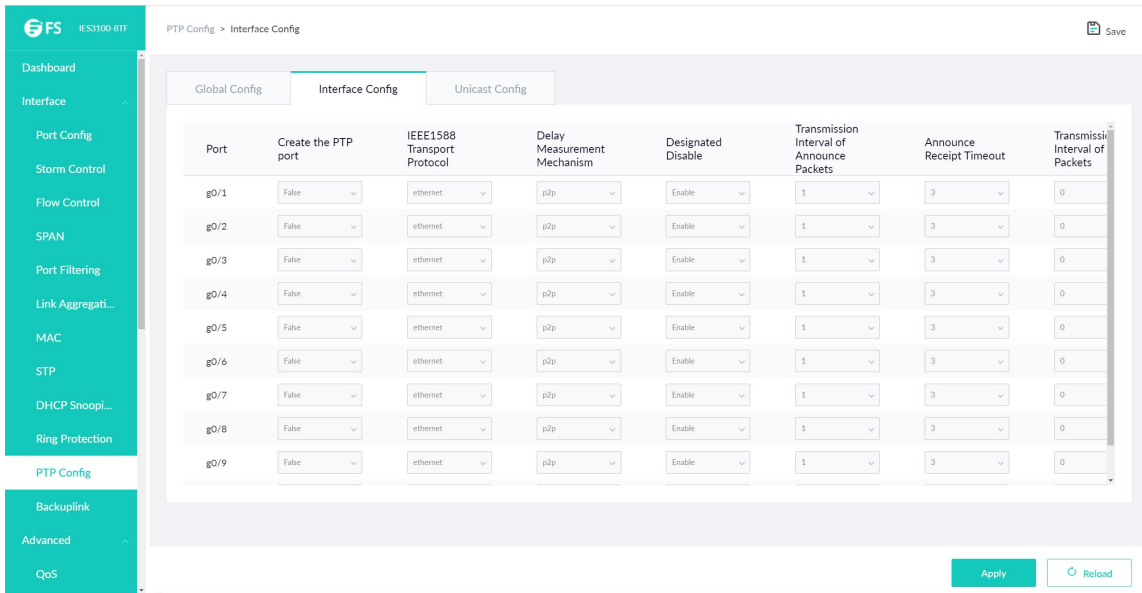 FS IES3100-8TF
PTP Config > Interface Config
Save
Dashboard
Interface
Port Config
Storm Control
Flow Control
SPAN
Port Filtering
Link Aggregati...
MAC
STP
DHCP Snoopi...
Ring Protection
PTP Config
Backuplink
Advanced
QoS
Global Config Interface Config Unicast Config
Port
Create the PTP
port
IEEE1588
Transport
Protocol
Delay
Measurement
Mechanism
Designated
Disable
Transmission
Interval of
Announce
Packets
Announce
Receipt Timeout
Transmissi
Interval of
Packets
g0/1 False ethernet p2p Enable 1 3 0
g0/2 False ethernet p2p Enable 1 3 0
g0/3 False ethernet p2p Enable 1 3 0
g0/4 False ethernet p2p Enable 1 3 0
g0/5 False ethernet p2p Enable 1 3 0
g0/6 False ethernet p2p Enable 1 3 0
g0/7 False ethernet p2p Enable 1 3 0
g0/8 False ethernet p2p Enable 1 3 0
g0/9 False ethernet p2p Enable 1 3 0
Apply Reload